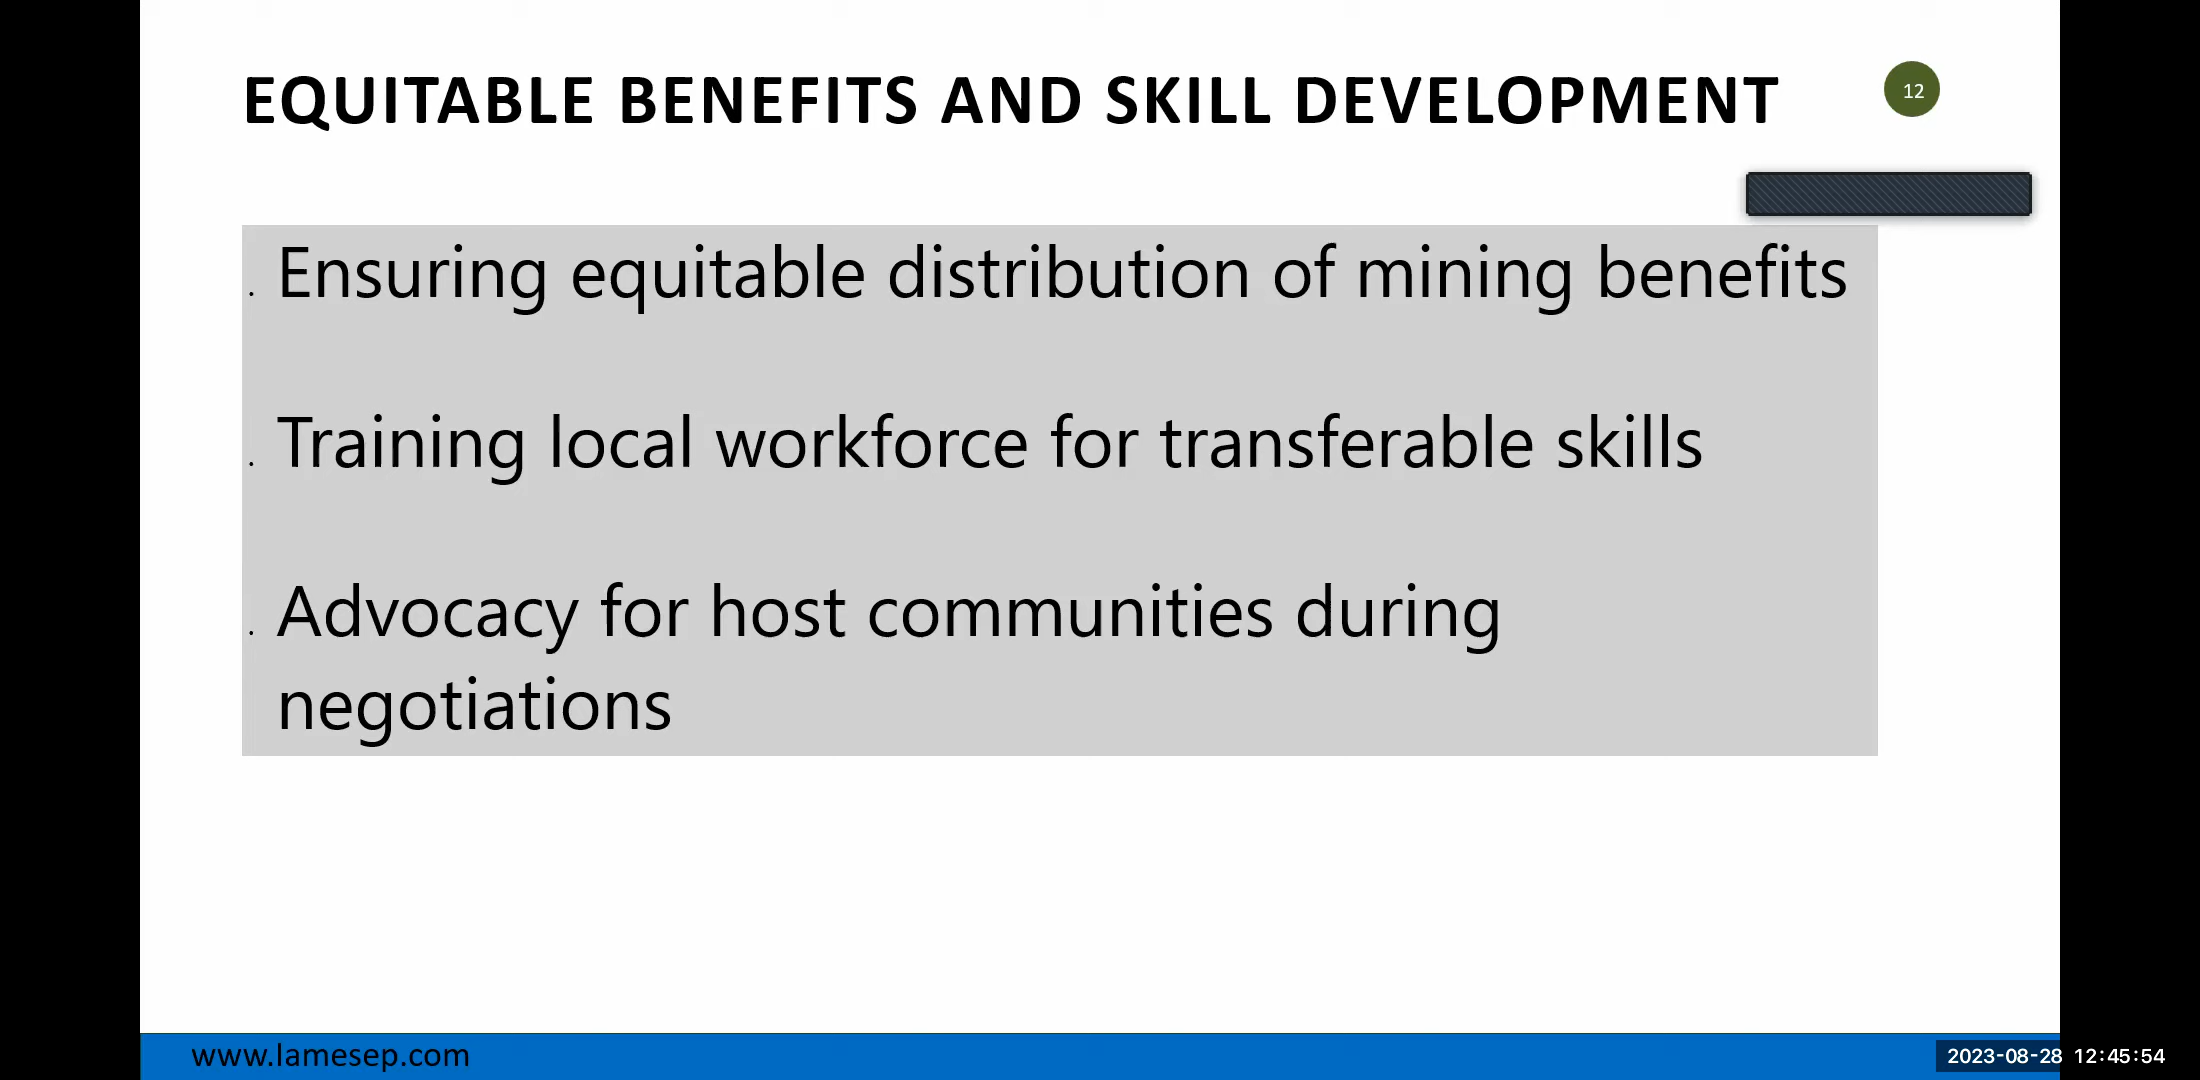 EQUITABLE BENEFITS AND SKILL DEVELOPMENT
12
. Ensuring equitable distribution of mining benefits
. Training local workforce for transferable skills
. Advocacy for host communities during
negotiations
www.lamesep.com
2023-08-28 12:45:54